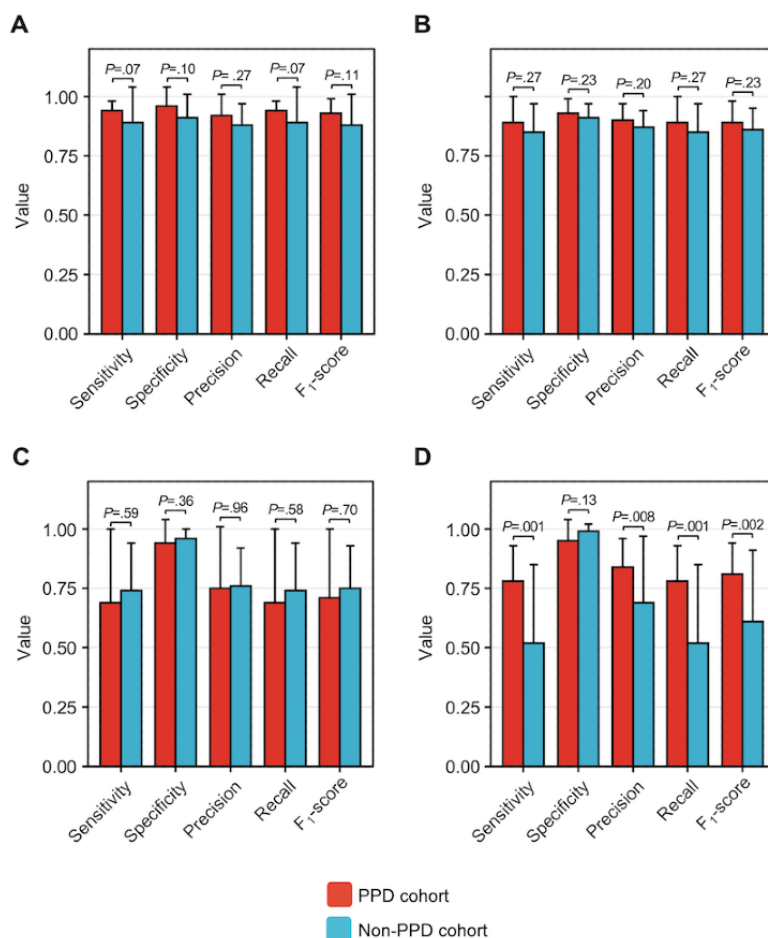 A
P=.07 P=.10 P=.27 P=.07 P=.11
1.00
0.75
0.50
0.25
0.00
Value
Sensitivity
Specificity
Precision
Recall
F₁-score
B
P=.27 P=.23 P=.20 P=.27 P=.23
1.00
0.75
0.50
0.25
0.00
Value
Sensitivity
Specificity
Precision
Recall
F₁-score
C
P=.59 P=.36 P=.96 P=.58 P=.70
1.00
0.75
0.50
0.25
0.00
Value
Sensitivity
Specificity
Precision
Recall
F₁-score
D
P=.001 P=.13 P=.008 P=.001 P=.002
1.00
0.75
0.50
0.25
0.00
Value
Sensitivity
Specificity
Precision
Recall
F₁-score
PPD cohort
Non-PPD cohort